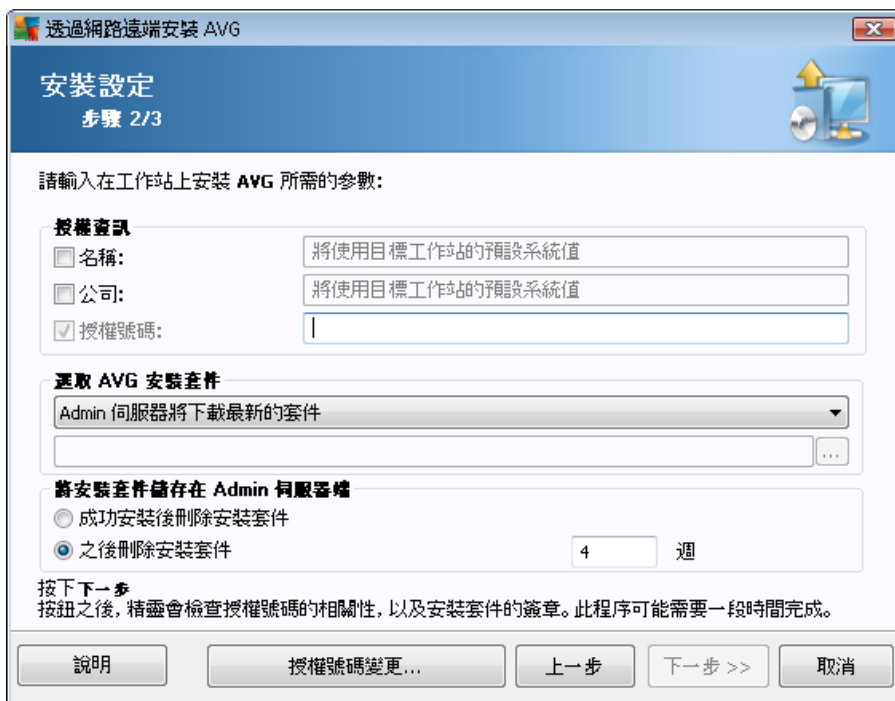 透過網路遠端安裝 AVG
安裝設定
步驟 2/3
請輸入在工作站上安裝 AVG 所需的參數:
授權資訊
名稱: 將使用目標工作站的預設系統值
公司: 將使用目標工作站的預設系統值
授權號碼:
選取 AVG 安裝套件
Admin 伺服器將下載最新的套件
...
將安裝套件儲存在 Admin 伺服器端
成功安裝後刪除安裝套件
之後刪除安裝套件 4 週
按下下一步
按鈕之後, 精靈會檢查授權號碼的相關性, 以及安裝套件的簽章。此程序可能需要一段時間完成。
說明 授權號碼變更... 上一步 下一步 >> 取消